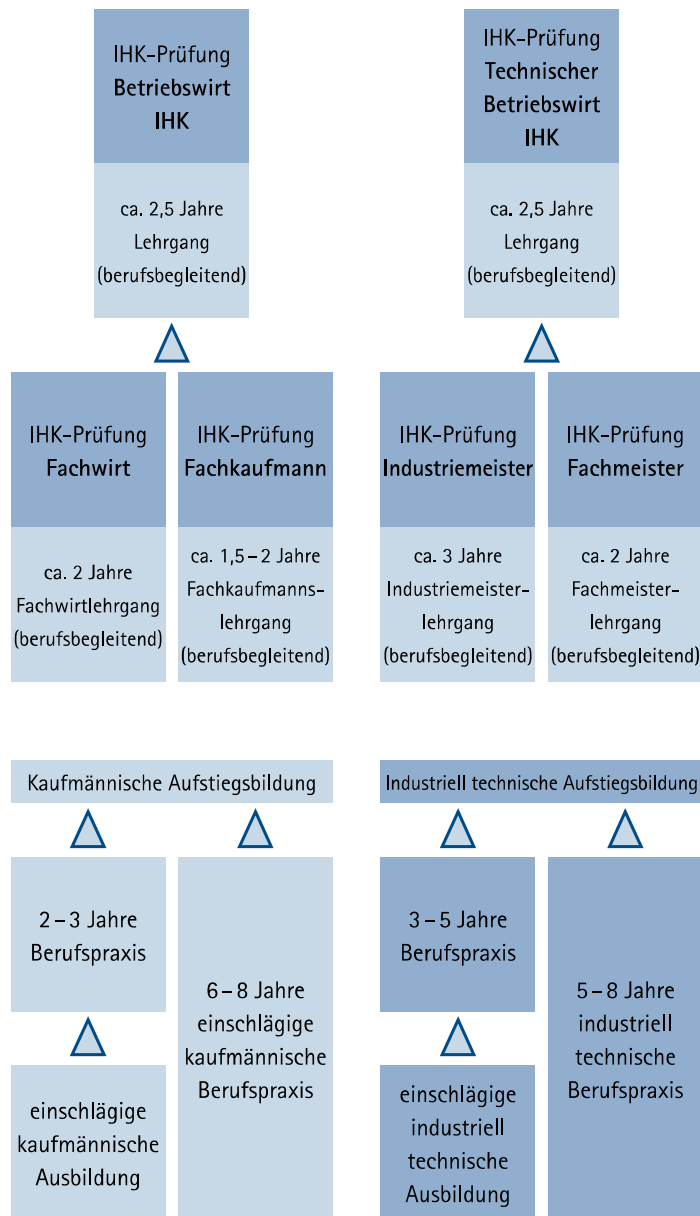 IHK-Prüfung
Betriebswirt
IHK
ca. 2,5 Jahre
Lehrgang
(berufsbegleitend)
IHK-Prüfung
Technischer
Betriebswirt
IHK
ca. 2,5 Jahre
Lehrgang
(berufsbegleitend)
IHK-Prüfung
Fachwirt
ca. 2 Jahre
Fachwirtlehrgang
(berufsbegleitend)
IHK-Prüfung
Fachkaufmann
ca. 1,5 – 2 Jahre
Fachkaufmanns-
lehrgang
(berufsbegleitend)
IHK-Prüfung
Industriemeister
ca. 3 Jahre
Industriemeister-
lehrgang
(berufsbegleitend)
IHK-Prüfung
Fachmeister
ca. 2 Jahre
Fachmeister-
lehrgang
(berufsbegleitend)
Kaufmännische Aufstiegsbildung
2 – 3 Jahre
Berufspraxis
einschlägige
kaufmännische
Ausbildung
6 – 8 Jahre
einschlägige
kaufmännische
Berufspraxis
Industriell technische Aufstiegsbildung
3 – 5 Jahre
Berufspraxis
einschlägige
industriell
technische
Ausbildung
5 – 8 Jahre
industriell
technische
Berufspraxis